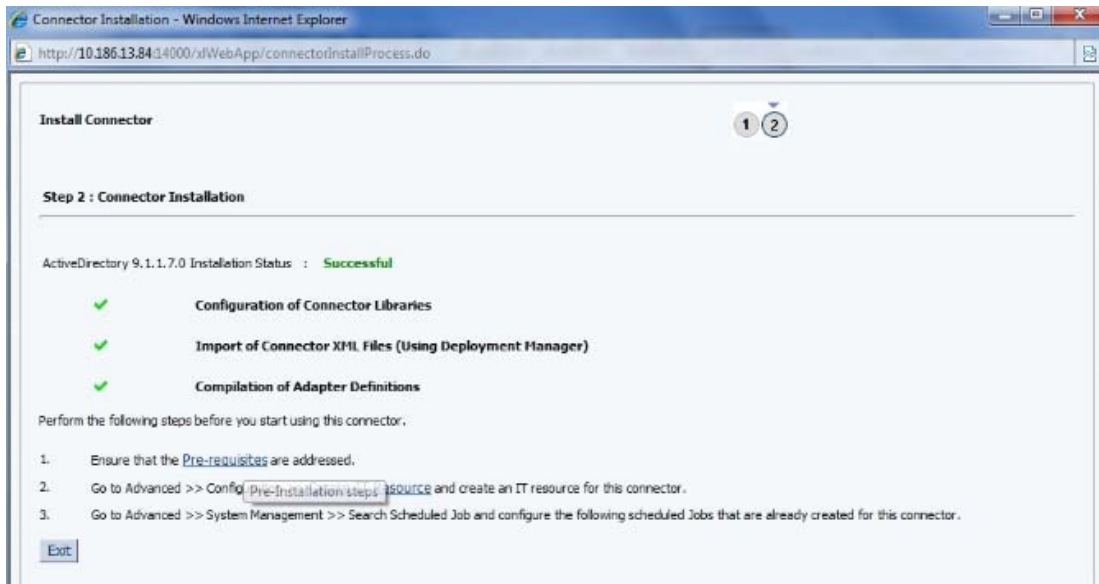 Connector Installation - Windows Internet Explorer
http://10.186.13.84:14000/xlWebApp/connectorInstallProcess.do
Install Connector
1 2
Step 2 : Connector Installation
ActiveDirectory 9.1.1.7.0 Installation Status : Successful
Configuration of Connector Libraries
Import of Connector XML Files (Using Deployment Manager)
Compilation of Adapter Definitions
Perform the following steps before you start using this connector.
1. Ensure that the Pre-requisites are addressed.
2. Go to Advanced >> Config Pre-Installation steps source and create an IT resource for this connector.
3. Go to Advanced >> System Management >> Search Scheduled Job and configure the following scheduled Jobs that are already created for this connector.
Exit